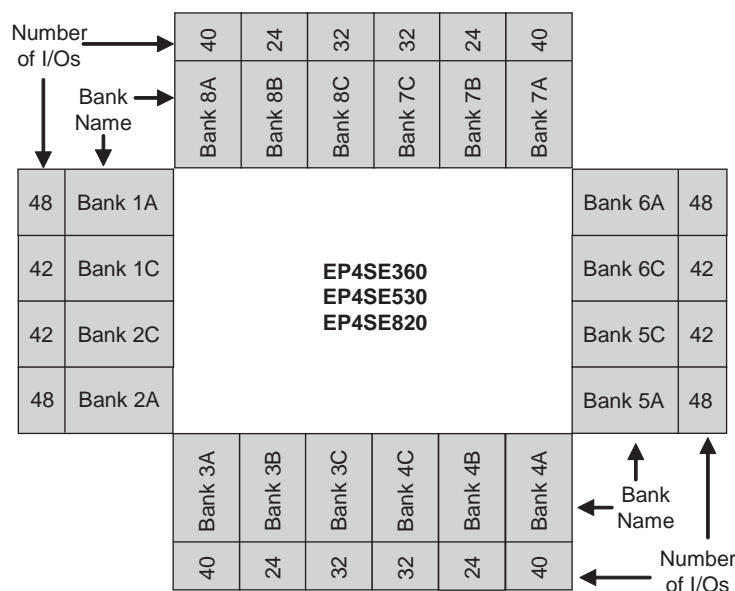 Number
of I/Os
40 24 32 32 24 40
Bank
Name
Bank 8A Bank 8B Bank 8C Bank 7C Bank 7B Bank 7A
48 Bank 1A
42 Bank 1C
42 Bank 2C
48 Bank 2A
EP4SE360
EP4SE530
EP4SE820
Bank 6A 48
Bank 6C 42
Bank 5C 42
Bank 5A 48
Bank 3A Bank 3B Bank 3C Bank 4C Bank 4B Bank 4A
Bank
Name
40 24 32 32 24 40
Number
of I/Os